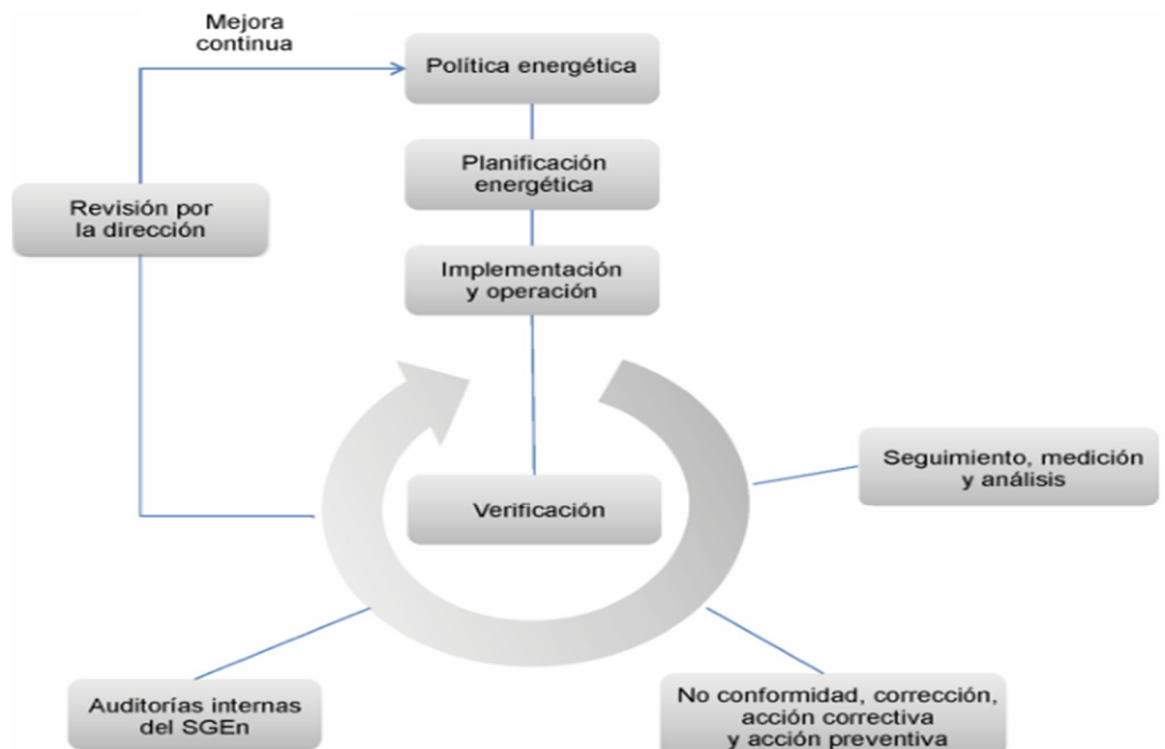 Mejora
continua
Política energética
Planificación
energética
Revisión por
la dirección
Implementación
y operación
Seguimiento, medición
y análisis
Verificación
Auditorías internas
del SGEn
No conformidad, corrección,
acción correctiva
y acción preventiva